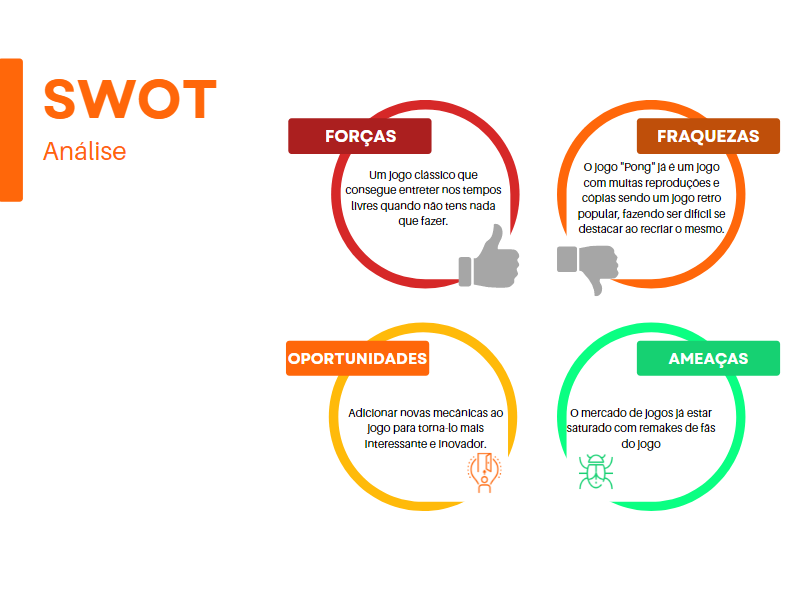 SWOT
Análise
FORÇAS
Um jogo clássico que
consegue entreter nos tempos
livres quando não tens nada
que fazer.
FRAQUEZAS
O jogo "Pong" já é um jogo
com muitas reproduções e
cópias sendo um jogo retro
popular, fazendo ser difícil se
destacar ao recriar o mesmo.
OPORTUNIDADES
Adicionar novas mecânicas ao
jogo para torna-lo mais
interessante e inovador.
AMEAÇAS
O mercado de jogos já estar
saturado com remakes de fãs
do jogo